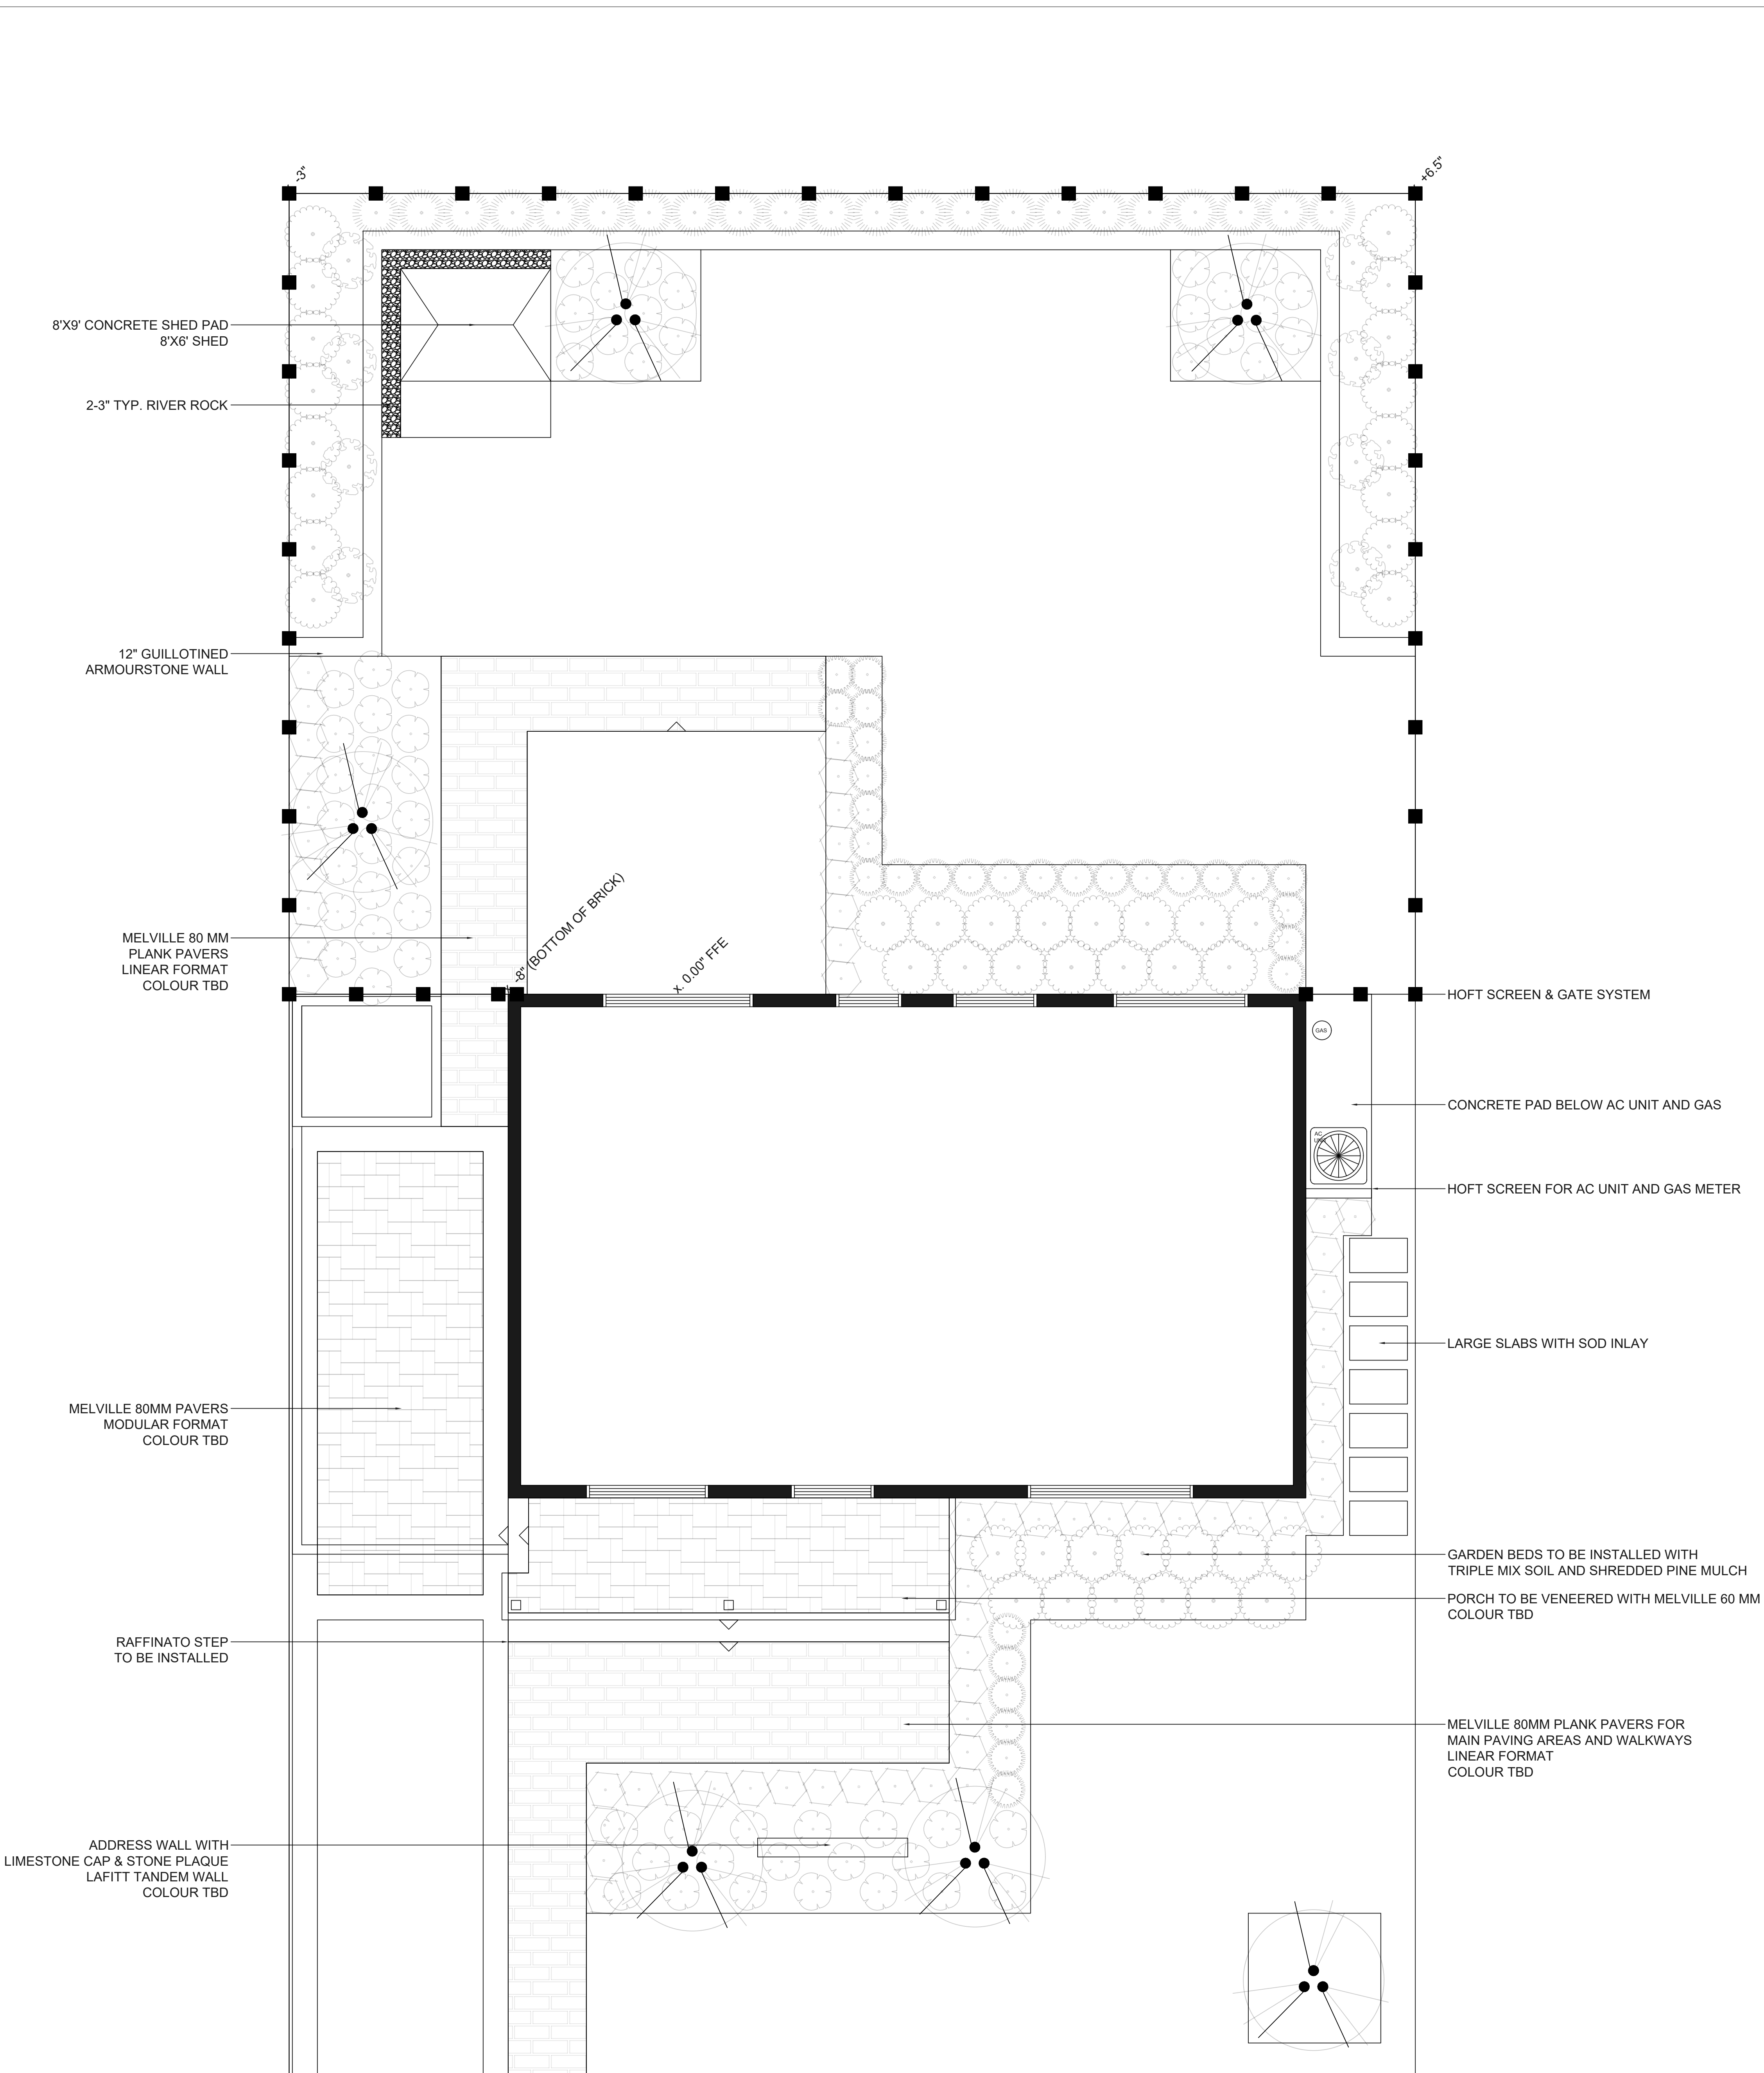 -3"
+6.5"
8'X9' CONCRETE SHED PAD
8'X6' SHED
2-3" TYP. RIVER ROCK
12" GUILLOTINED
ARMOURSTONE WALL
MELVILLE 80 MM
PLANK PAVERS
LINEAR FORMAT
COLOUR TBD
-8" (BOTTOM OF BRICK)
x. 0.00" FFE
HOFT SCREEN & GATE SYSTEM
GAS
CONCRETE PAD BELOW AC UNIT AND GAS
AC
UNIT
HOFT SCREEN FOR AC UNIT AND GAS METER
LARGE SLABS WITH SOD INLAY
MELVILLE 80MM PAVERS
MODULAR FORMAT
COLOUR TBD
GARDEN BEDS TO BE INSTALLED WITH
TRIPLE MIX SOIL AND SHREDDED PINE MULCH
PORCH TO BE VENEERED WITH MELVILLE 60 MM
COLOUR TBD
RAFFINATO STEP
TO BE INSTALLED
MELVILLE 80MM PLANK PAVERS FOR
MAIN PAVING AREAS AND WALKWAYS
LINEAR FORMAT
COLOUR TBD
ADDRESS WALL WITH
LIMESTONE CAP & STONE PLAQUE
LAFITT TANDEM WALL
COLOUR TBD